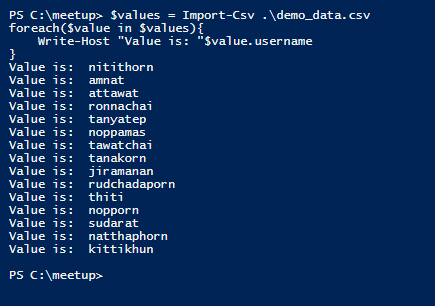 PS C:\meetup> $values = Import-Csv .\demo_data.csv
foreach($value in $values){
    Write-Host "Value is: "$value.username
}
Value is:  nitithorn
Value is:  amnat
Value is:  attawat
Value is:  ronnachai
Value is:  tanyatep
Value is:  noppamas
Value is:  tawatchai
Value is:  tanakorn
Value is:  jiramanan
Value is:  rudchadaporn
Value is:  thiti
Value is:  nopporn
Value is:  sudarat
Value is:  natthaphorn
Value is:  kittikhun
PS C:\meetup>